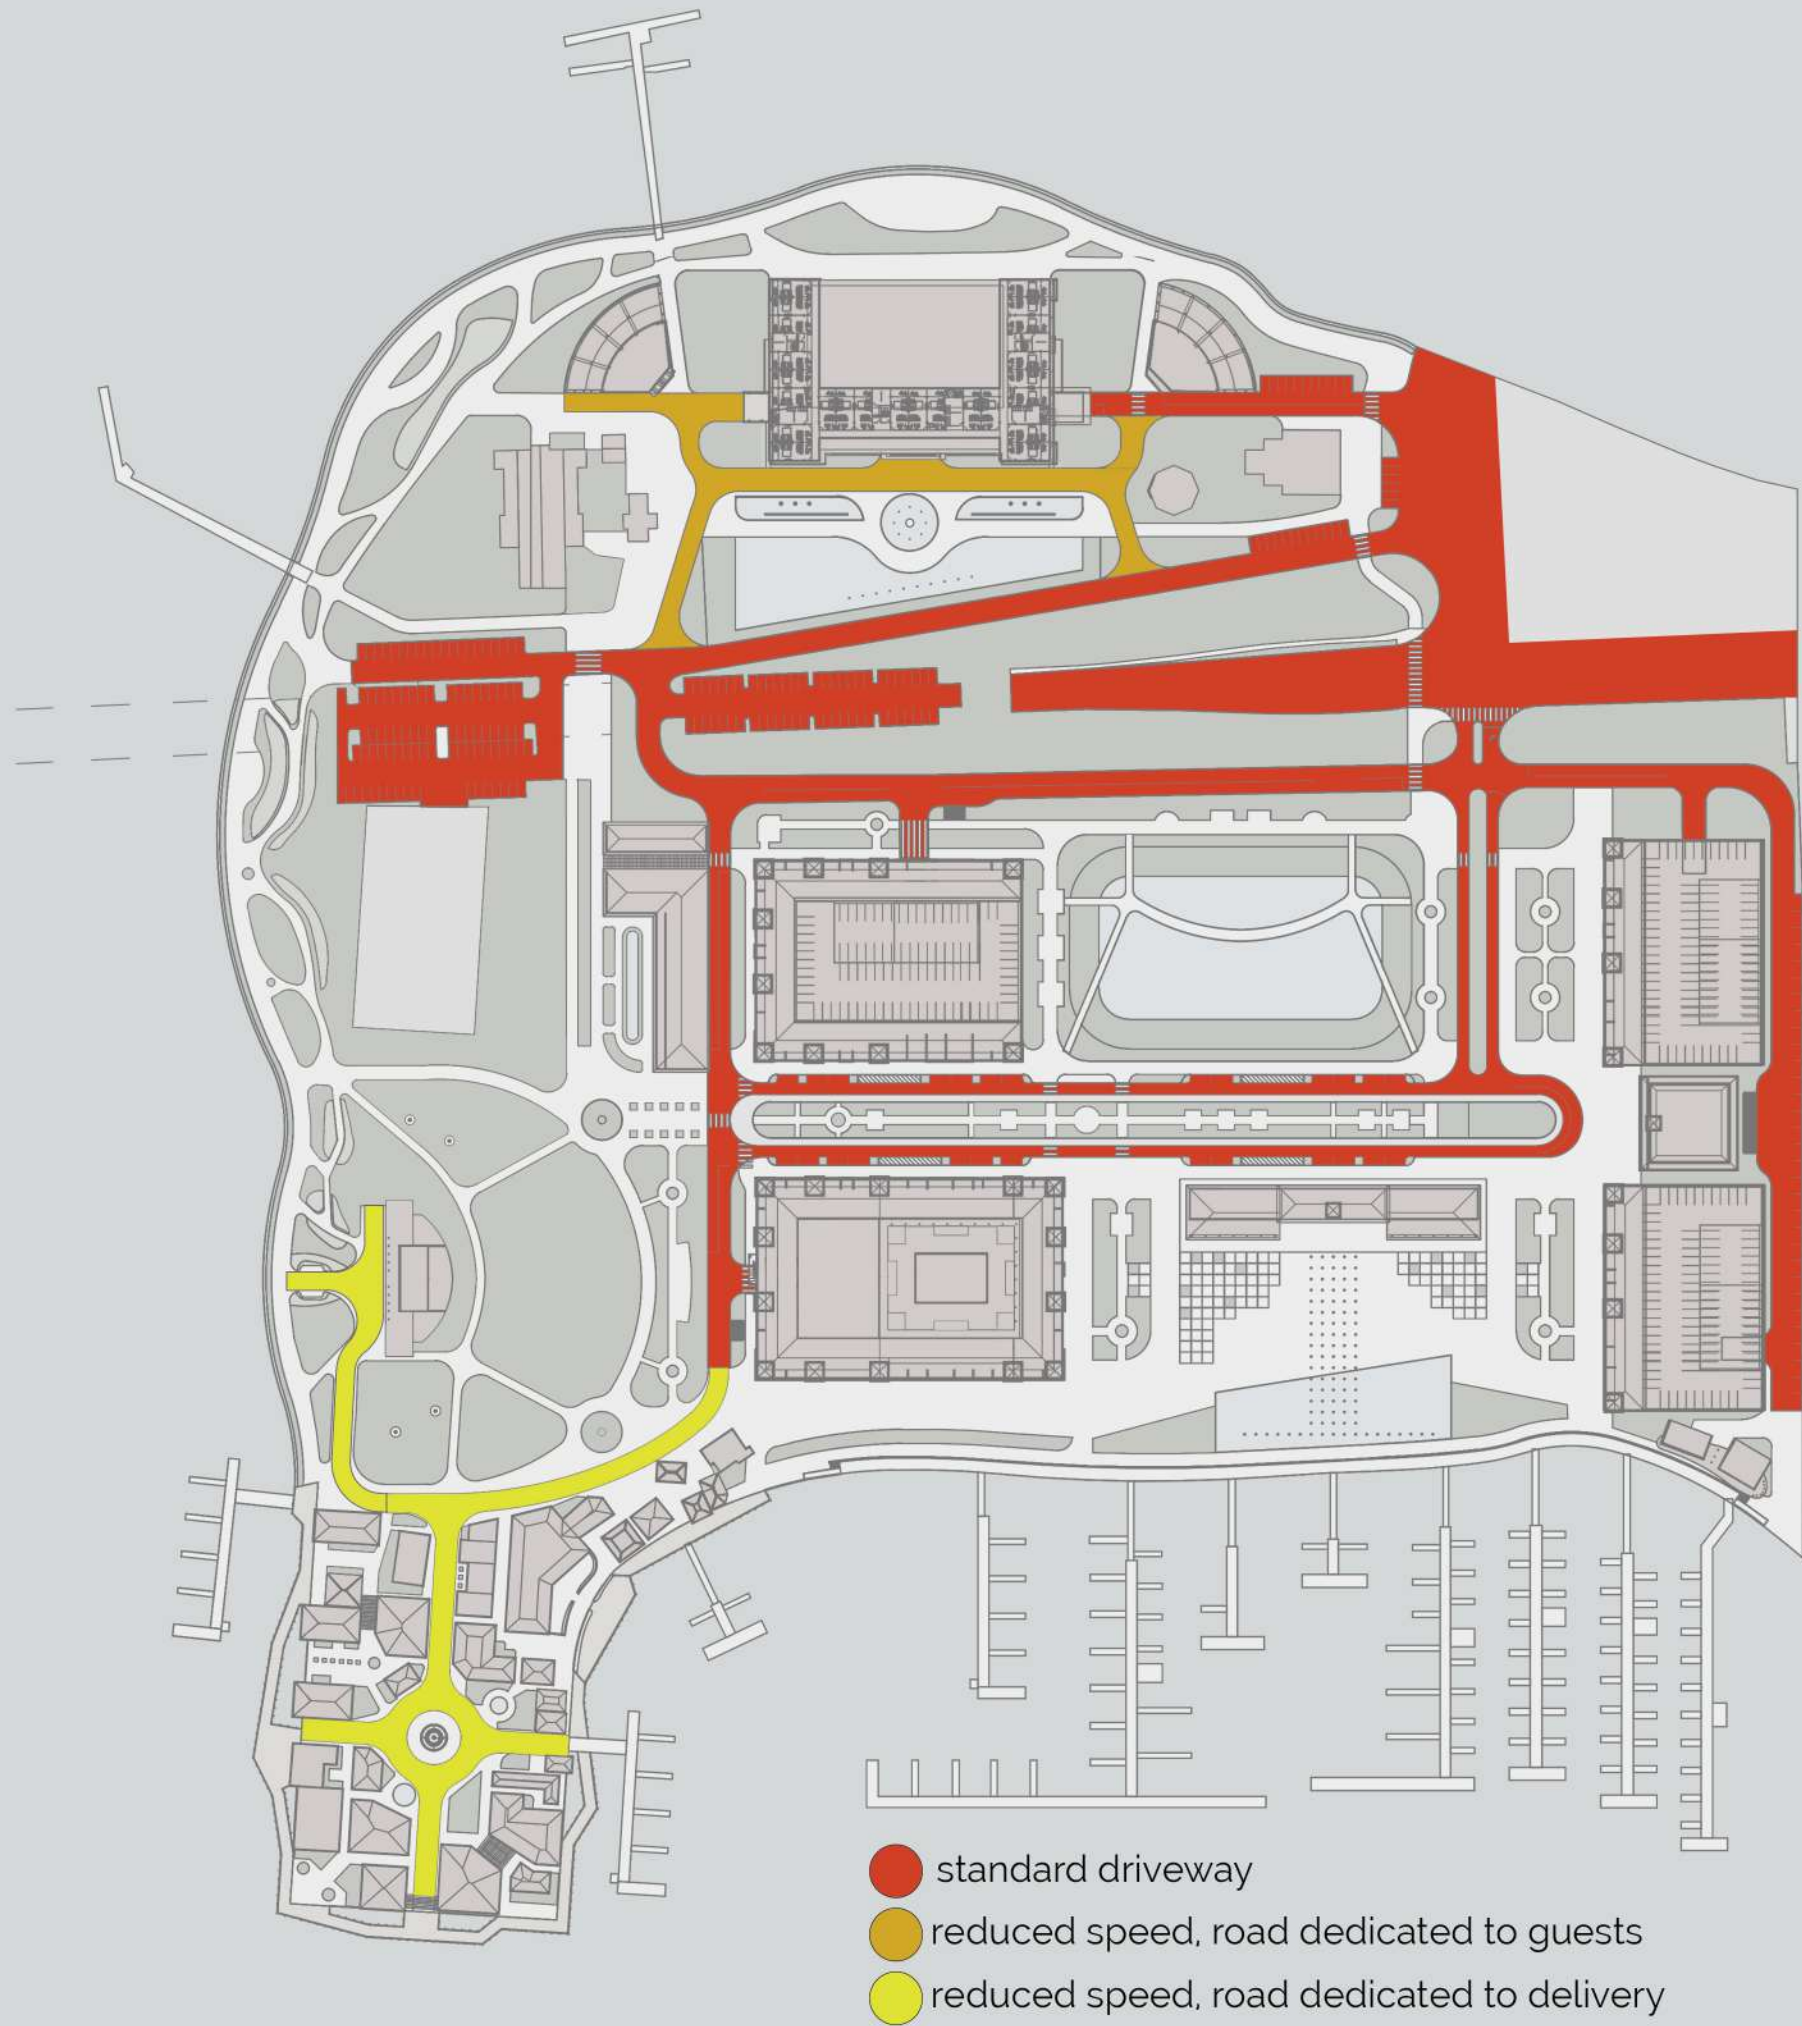 standard driveway
reduced speed, road dedicated to guests
reduced speed, road dedicated to delivery